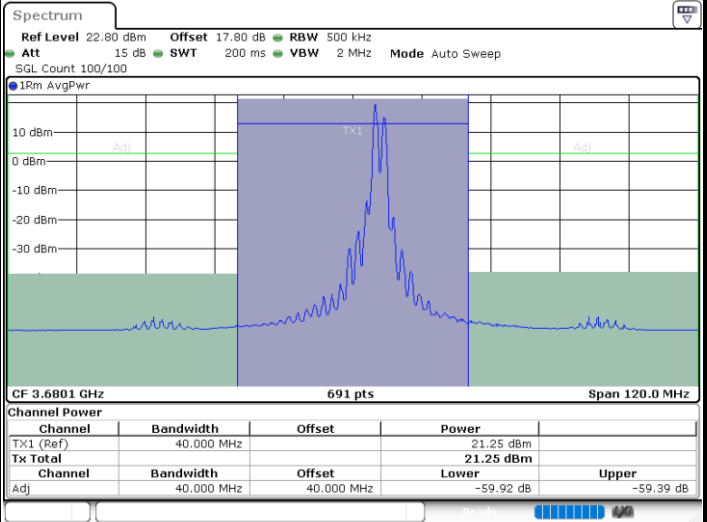 Spectrum
Ref Level 22.80 dBm Offset 17.80 dB RBW 500 kHz
Att 15 dB SWT 200 ms VBW 2 MHz Mode Auto Sweep
SGL Count 100/100
1Rm AvgPwr
TX1
10 dBm
Adj Adj
0 dBm
-10 dBm
-20 dBm
-30 dBm
CF 3.6801 GHz 691 pts Span 120.0 MHz
Channel Power
Channel Bandwidth Offset Power
TX1 (Ref) 40.000 MHz 21.25 dBm
Tx Total 21.25 dBm
Channel Bandwidth Offset Lower Upper
Adj 40.000 MHz 40.000 MHz -59.92 dB -59.39 dB
Ready